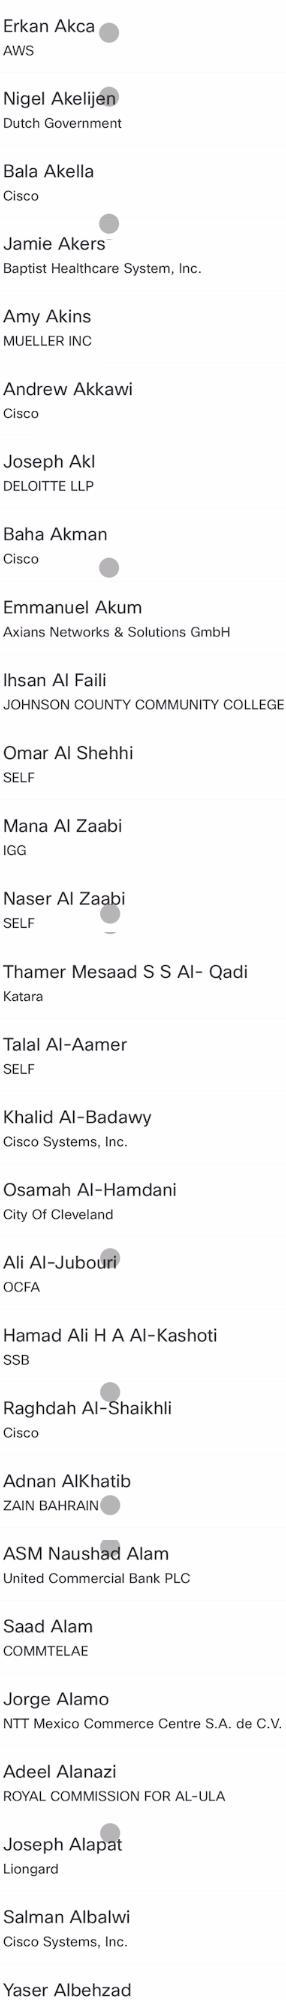 Erkan Akca
AWS
Nigel Akelijen
Dutch Government
Bala Akella
Cisco
Jamie Akers
Baptist Healthcare System, Inc.
Amy Akins
MUELLER INC
Andrew Akkawi
Cisco
Joseph Akl
DELOITTE LLP
Baha Akman
Cisco
Emmanuel Akum
Axians Networks & Solutions GmbH
Ihsan Al Faili
JOHNSON COUNTY COMMUNITY COLLEGE
Omar Al Shehhi
SELF
Mana Al Zaabi
IGG
Naser Al Zaabi
SELF
Thamer Mesaad S S Al- Qadi
Katara
Talal Al-Aamer
SELF
Khalid Al-Badawy
Cisco Systems, Inc.
Osamah Al-Hamdani
City Of Cleveland
Ali Al-Jubouri
OCFA
Hamad Ali H A Al-Kashoti
SSB
Raghdah Al-Shaikhli
Cisco
Adnan AlKhatib
ZAIN BAHRAIN
ASM Naushad Alam
United Commercial Bank PLC
Saad Alam
COMMTELAE
Jorge Alamo
NTT Mexico Commerce Centre S.A. de C.V.
Adeel Alanazi
ROYAL COMMISSION FOR AL-ULA
Joseph Alapat
Liongard
Salman Albalwi
Cisco Systems, Inc.
Yaser Albehzad